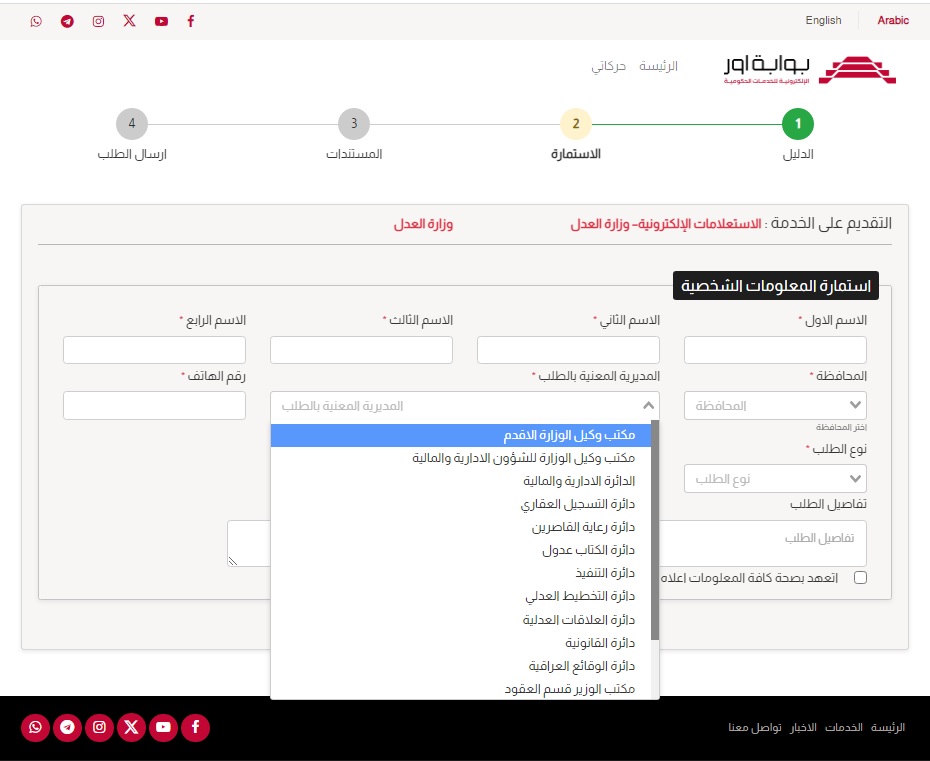 Arabic
English
بوابة اور
الإلكترونية للخدمات الحكومية
الرئيسة
حركاتي
1
2
3
4
الدليل
الاستمارة
المستندات
ارسال الطلب
التقديم على الخدمة : الاستعلامات الإلكترونية– وزارة العدل
وزارة العدل
استمارة المعلومات الشخصية
الاسم الاول *
الاسم الثاني *
الاسم الثالث *
الاسم الرابع *
المحافظة *
المديرية المعنية بالطلب *
رقم الهاتف *
المحافظة
المديرية المعنية بالطلب
اختر المحافظة
مكتب وكيل الوزارة الاقدم
مكتب وكيل الوزارة للشؤون الادارية والمالية
الدائرة الادارية والمالية
دائرة التسجيل العقاري
دائرة رعاية القاصرين
دائرة الكتاب عدول
دائرة التنفيذ
دائرة التخطيط العدلي
دائرة العلاقات العدلية
دائرة القانونية
دائرة الوقائع العراقية
مكتب الوزير قسم العقود
نوع الطلب *
نوع الطلب
تفاصيل الطلب
تفاصيل الطلب
اتعهد بصحة كافة المعلومات اعلاه
الرئيسة
الخدمات
الاخبار
تواصل معنا